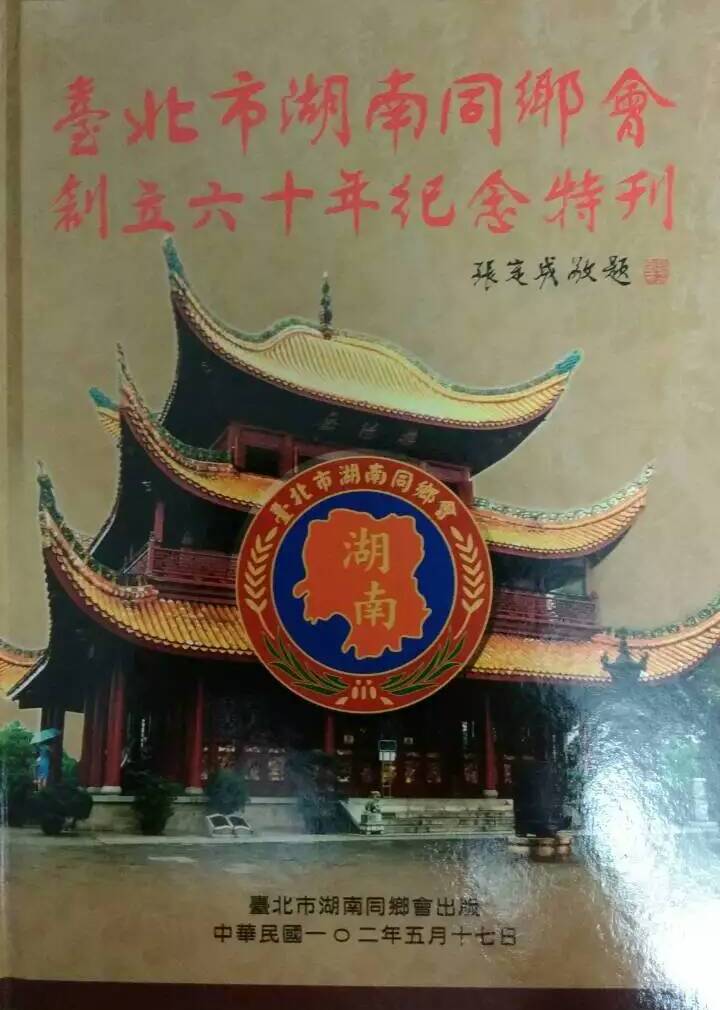 臺北市湖南同鄉會
創立六十年紀念特刊
張定成敬題
臺北市湖南同鄉會
湖南
臺北市湖南同鄉會出版
中華民國一〇二年五月十七日